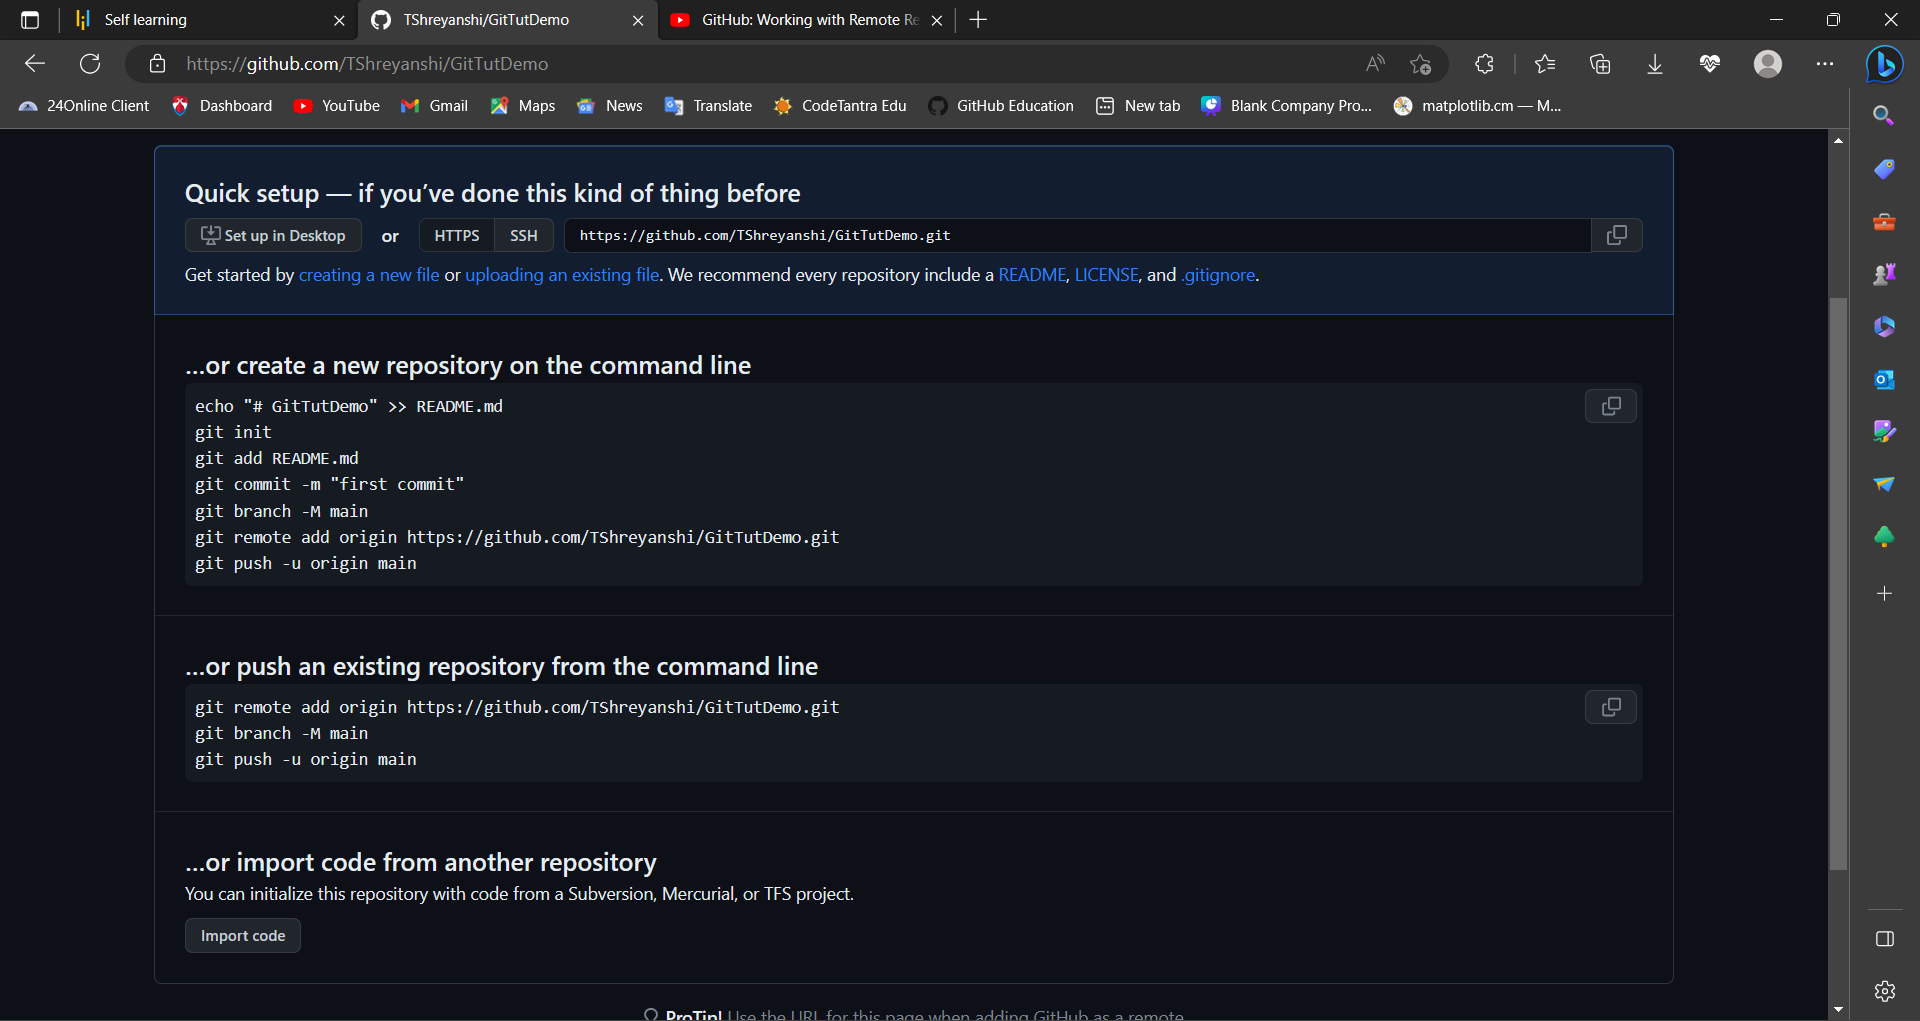 Self learning
TShreyanshi/GitTutDemo
GitHub: Working with Remote Re
https://github.com/TShreyanshi/GitTutDemo
24Online Client
Dashboard
YouTube
Gmail
Maps
News
Translate
CodeTantra Edu
GitHub Education
New tab
Blank Company Pro...
matplotlib.cm — M...
Quick setup — if you’ve done this kind of thing before
Set up in Desktop or HTTPS SSH https://github.com/TShreyanshi/GitTutDemo.git
Get started by creating a new file or uploading an existing file. We recommend every repository include a README, LICENSE, and .gitignore.
...or create a new repository on the command line
echo "# GitTutDemo" >> README.md
git init
git add README.md
git commit -m "first commit"
git branch -M main
git remote add origin https://github.com/TShreyanshi/GitTutDemo.git
git push -u origin main
...or push an existing repository from the command line
git remote add origin https://github.com/TShreyanshi/GitTutDemo.git
git branch -M main
git push -u origin main
...or import code from another repository
You can initialize this repository with code from a Subversion, Mercurial, or TFS project.
Import code
ProTip! Use the URL for this page when adding GitHub as a remote.